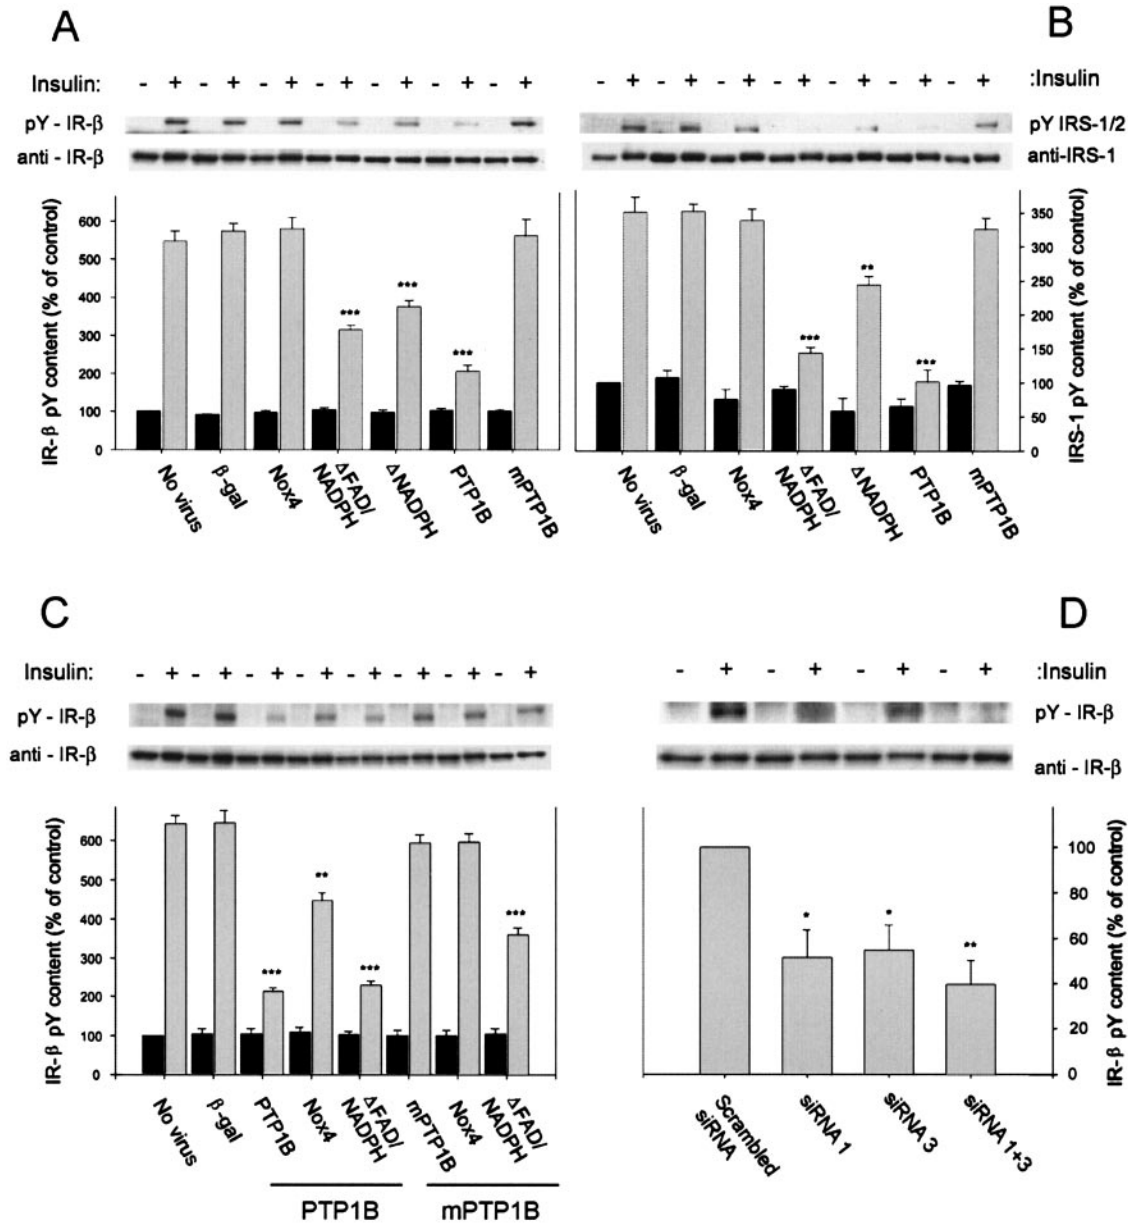 A
B
Insulin: - + - + - + - + - + - + - +
- + - + - + - + - + - + - + :Insulin
pY - IR-β
pY IRS-1/2
anti - IR-β
anti-IRS-1
IR-β pY content (% of control)
600
500
400
300
200
100
0
*** *** ***
No virus
β-gal
Nox4
ΔFAD/
NADPH
ΔNADPH
PTP1B
mPTP1B
IRS-1 pY content (% of control)
350
300
250
200
150
100
50
0
*** ** ***
No virus
β-gal
Nox4
ΔFAD/
NADPH
ΔNADPH
PTP1B
mPTP1B
C
D
Insulin: - + - + - + - + - + - + - + - +
- + - + - + - + :Insulin
pY - IR-β
pY - IR-β
anti - IR-β
anti - IR-β
IR-β pY content (% of control)
600
500
400
300
200
100
0
*** ** *** ***
No virus
β-gal
PTP1B
Nox4
ΔFAD/
NADPH
mPTP1B
Nox4
ΔFAD/
NADPH
PTP1B
mPTP1B
IR-β pY content (% of control)
100
80
60
40
20
0
* * **
Scrambled
siRNA
siRNA 1
siRNA 3
siRNA 1+3